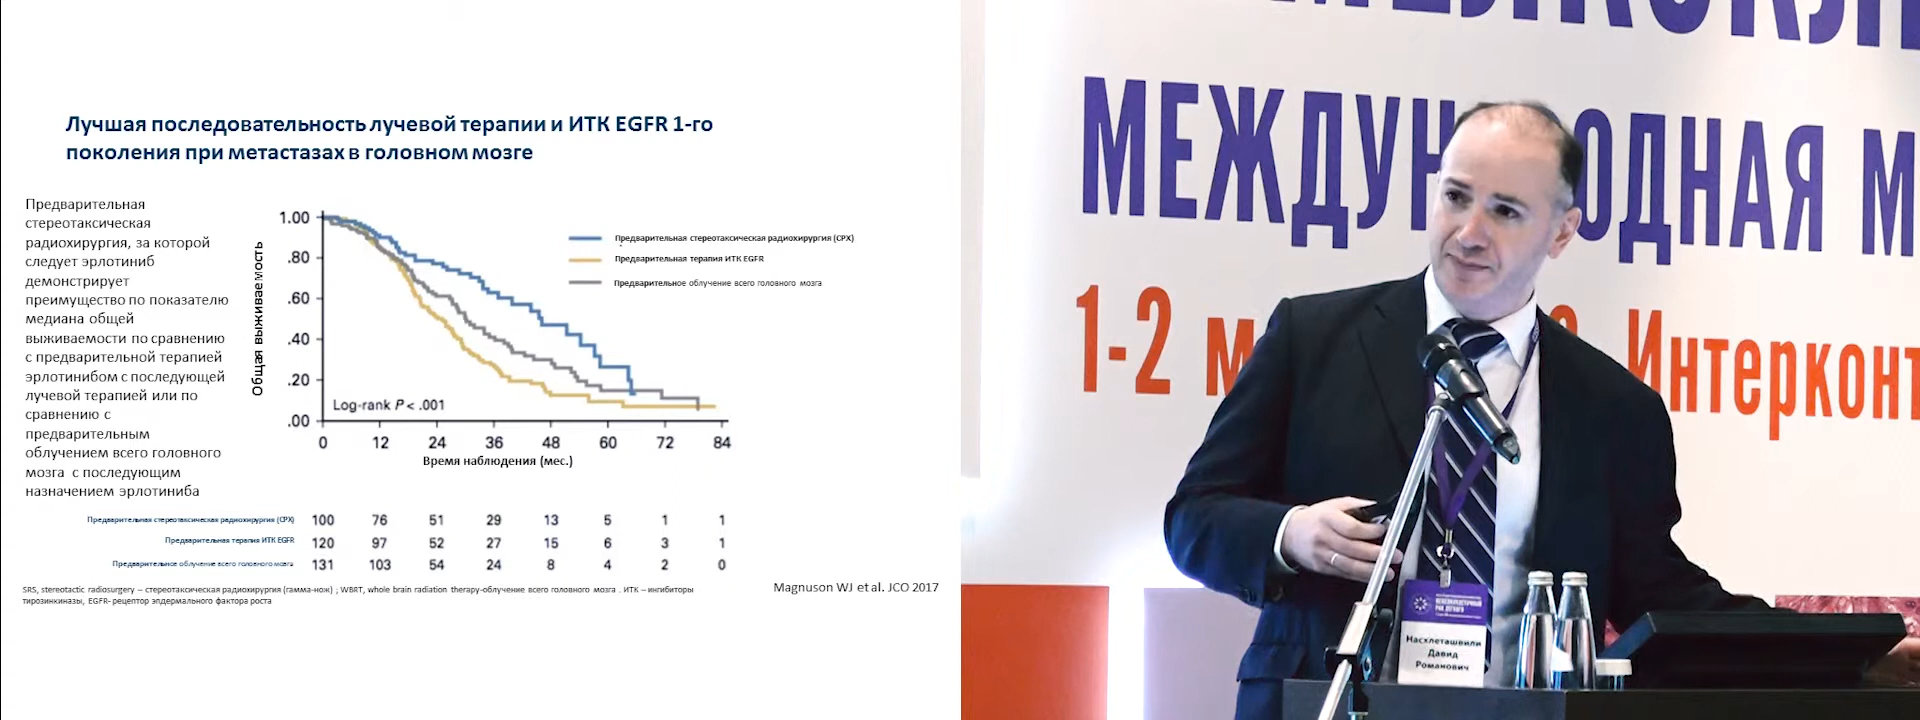 Лучшая последовательность лучевой терапии и ИТК EGFR 1-го
поколения при метастазах в головном мозге
Предварительная
стереотаксическая
радиохирургия, за которой
следует эрлотиниб
демонстрирует
преимущество по показателю
медиана общей
выживаемости по сравнению
с предварительной терапией
эрлотинибом с последующей
лучевой терапией или по
сравнению с
предварительным
облучением всего головного
мозга с последующим
назначением эрлотиниба
Общая выживаемость
1.00
.80
.60
.40
.20
.00
Log-rank P < .001
0 12 24 36 48 60 72 84
Время наблюдения (мес.)
Предварительная стереотаксическая радиохирургия (СРХ)
Предварительная терапия ИТК EGFR
Предварительное облучение всего головного мозга
Предварительная стереотаксическая радиохирургия (СРХ) 100 76 51 29 13 5 1 1
Предварительная терапия ИТК EGFR 120 97 52 27 15 6 3 1
Предварительное облучение всего головного мозга 131 103 54 24 8 4 2 0
SRS, stereotactic radiosurgery – стереотаксическая радиохирургия (гамма-нож) ; WBRT, whole brain radiation therapy-облучение всего головного мозга . ИТК – ингибиторы
тирозинкиназы, EGFR- рецептор эпдермального фактора роста
Magnuson WJ et al. JCO 2017
МЕЖДУН ОДНАЯ М
1-2 м Интерконт
НЕМЕЛКОКЛЕТОЧНЫЙ
РАК ЛЕГКОГО
Насхлеташвили
Давид
Романович